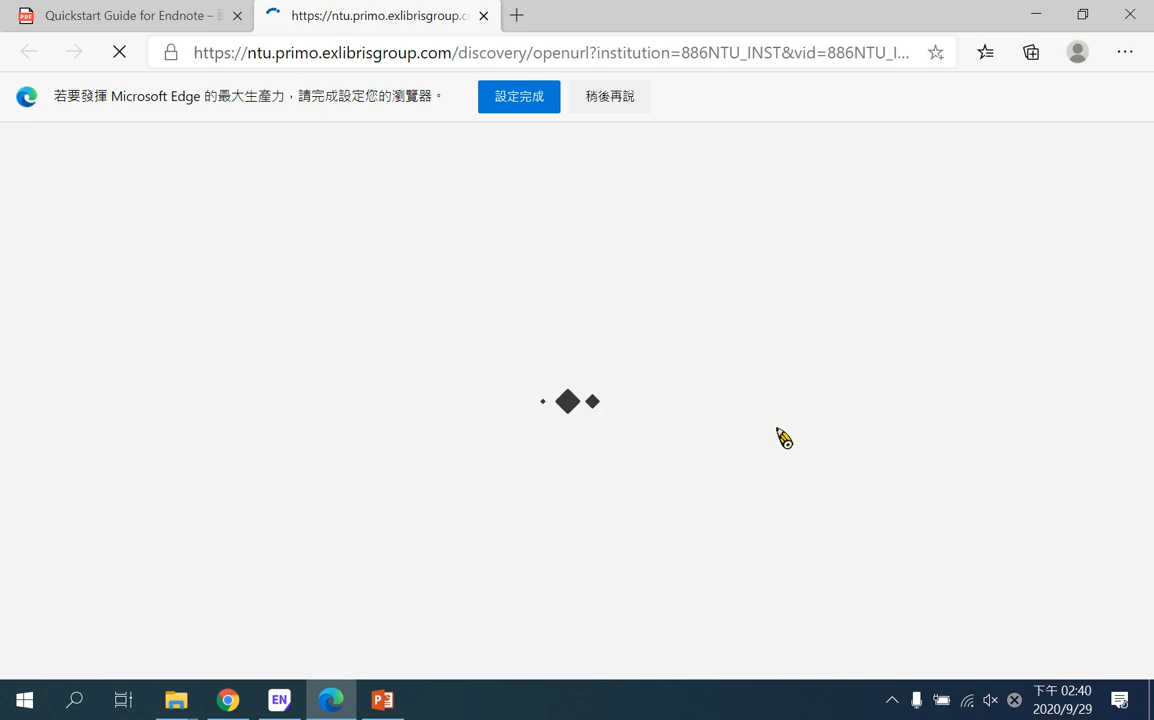 PDF
Quickstart Guide for Endnote –
https://ntu.primo.exlibrisgroup.c
https://ntu.primo.exlibrisgroup.com/discovery/openurl?institution=886NTU_INST&vid=886NTU_I...
若要發揮 Microsoft Edge 的最大生產力，請完成設定您的瀏覽器。
設定完成
稍後再說
EN
P
下午 02:40
2020/9/29